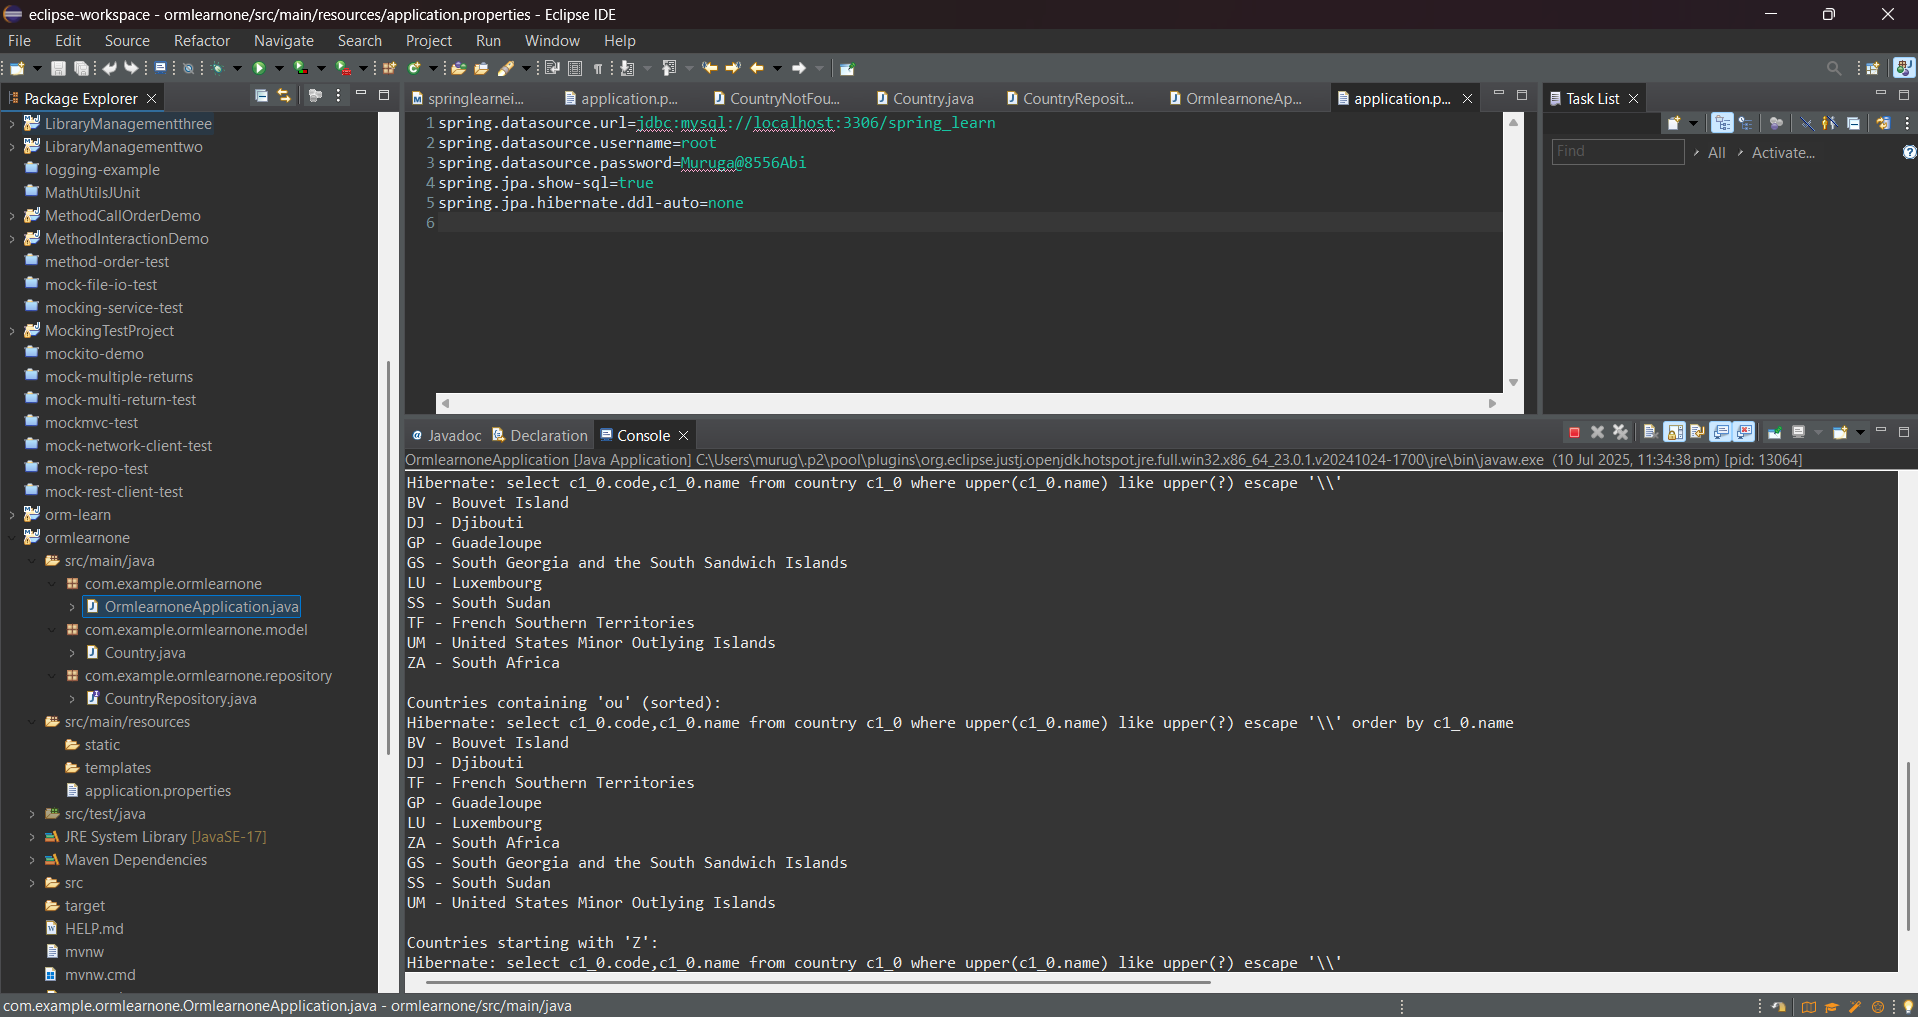 eclipse-workspace - ormlearnone/src/main/resources/application.properties - Eclipse IDE
File Edit Source Refactor Navigate Search Project Run Window Help
Package Explorer
LibraryManagementthree
LibraryManagementtwo
logging-example
MathUtilsJUnit
MethodCallOrderDemo
MethodInteractionDemo
method-order-test
mock-file-io-test
mocking-service-test
MockingTestProject
mockito-demo
mock-multiple-returns
mock-multi-return-test
mockmvc-test
mock-network-client-test
mock-repo-test
mock-rest-client-test
orm-learn
ormlearnone
src/main/java
com.example.ormlearnone
OrmlearnoneApplication.java
com.example.ormlearnone.model
Country.java
com.example.ormlearnone.repository
CountryRepository.java
src/main/resources
static
templates
application.properties
src/test/java
JRE System Library [JavaSE-17]
Maven Dependencies
src
target
HELP.md
mvnw
mvnw.cmd
springlearnei... application.p... CountryNotFou... Country.java CountryReposit... OrmlearnoneAp... application.p...
1 spring.datasource.url=jdbc:mysql://localhost:3306/spring_learn
2 spring.datasource.username=root
3 spring.datasource.password=Muruga@8556Abi
4 spring.jpa.show-sql=true
5 spring.jpa.hibernate.ddl-auto=none
6
Task List
Find All Activate...
Javadoc Declaration Console
OrmlearnoneApplication [Java Application] C:\Users\murug\.p2\pool\plugins\org.eclipse.justj.openjdk.hotspot.jre.full.win32.x86_64_23.0.1.v20241024-1700\jre\bin\javaw.exe (10 Jul 2025, 11:34:38 pm) [pid: 13064]
Hibernate: select c1_0.code,c1_0.name from country c1_0 where upper(c1_0.name) like upper(?) escape '\\'
BV - Bouvet Island
DJ - Djibouti
GP - Guadeloupe
GS - South Georgia and the South Sandwich Islands
LU - Luxembourg
SS - South Sudan
TF - French Southern Territories
UM - United States Minor Outlying Islands
ZA - South Africa
Countries containing 'ou' (sorted):
Hibernate: select c1_0.code,c1_0.name from country c1_0 where upper(c1_0.name) like upper(?) escape '\\' order by c1_0.name
BV - Bouvet Island
DJ - Djibouti
TF - French Southern Territories
GP - Guadeloupe
LU - Luxembourg
ZA - South Africa
GS - South Georgia and the South Sandwich Islands
SS - South Sudan
UM - United States Minor Outlying Islands
Countries starting with 'Z':
Hibernate: select c1_0.code,c1_0.name from country c1_0 where upper(c1_0.name) like upper(?) escape '\\'
com.example.ormlearnone.OrmlearnoneApplication.java - ormlearnone/src/main/java